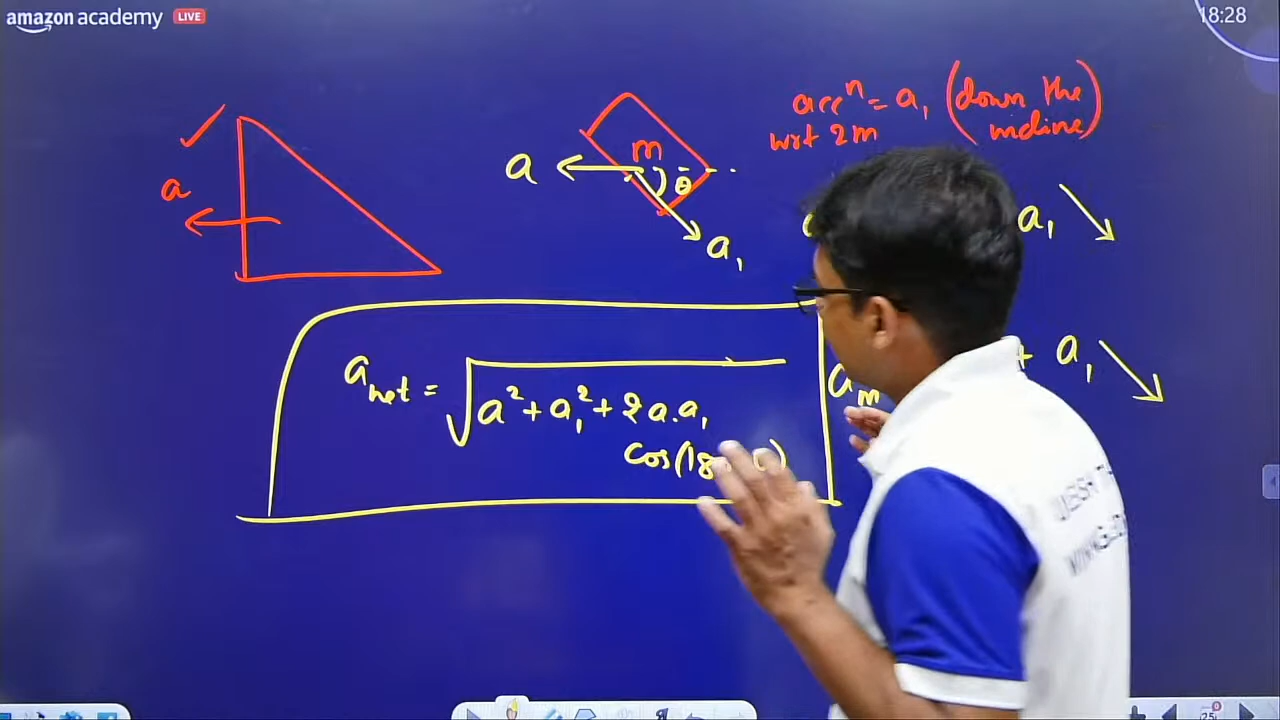 amazon academy LIVE
18:28
accⁿ = a₁ (down the
wrt 2m incline)
a
m
a θ
a₁
a₁
a_net = √a² + a₁² + 2a.a₁
cos(18
a_m + a₁